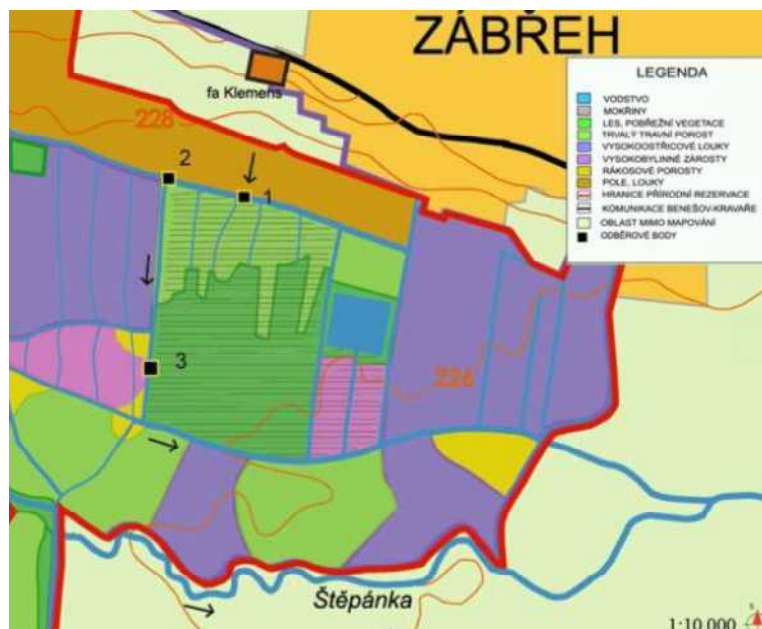 ZÁBŘEH
fa Klemens
228
2
1
3
226
Štěpánka
LEGENDA
VODSTVO
MOKŘINY
LES, POBŘEŽNÍ VEGETACE
TRVALÝ TRAVNÍ POROST
VYSOKOOSTŘICOVÉ LOUKY
VYSOKOBYLINNÉ ZÁROSTY
RÁKOSOVÉ POROSTY
POLE, LOUKY
HRANICE PŘÍRODNÍ REZERVACE
KOMUNIKACE BENEŠOV-KRAVAŘE
OBLAST MIMO MAPOVÁNÍ
ODBĚROVÉ BODY
1:10 000